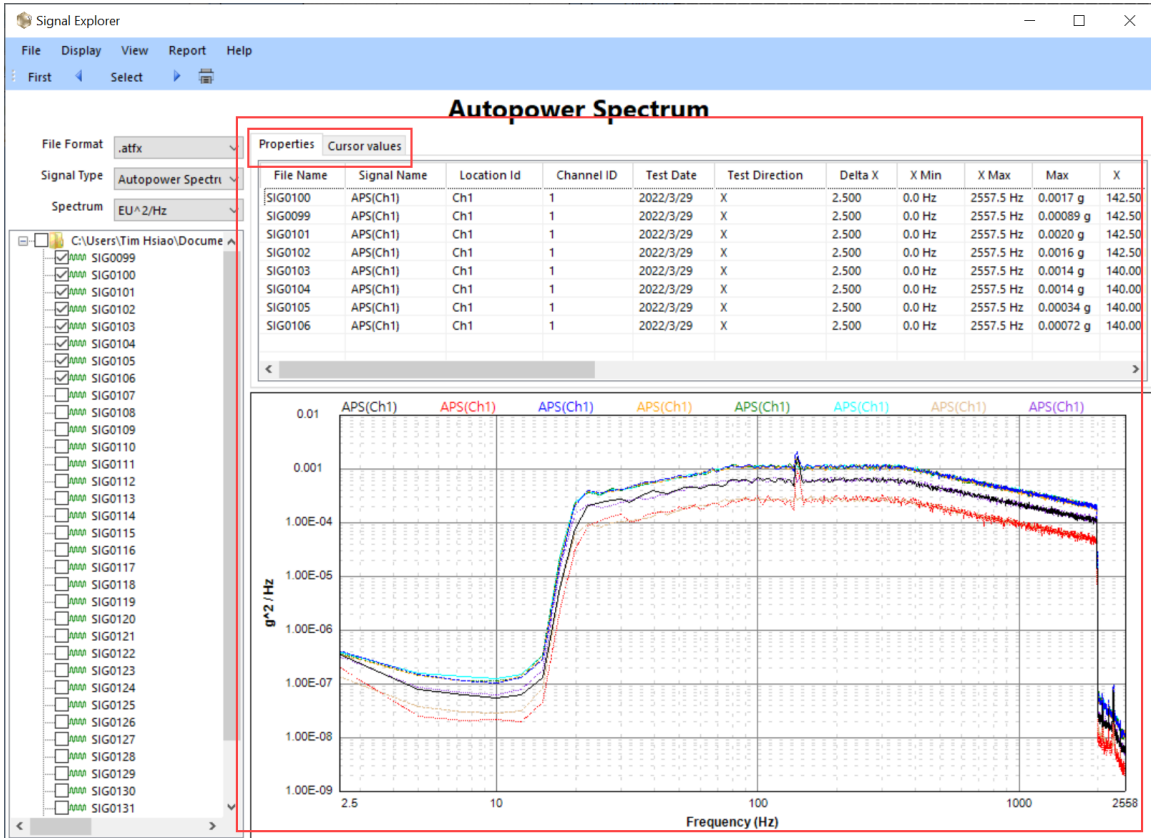 Signal Explorer
File Display View Report Help
First Select
Autopower Spectrum
File Format .atfx
Signal Type Autopower Spectru
Spectrum EU^2/Hz
C:\Users\Tim Hsiao\Docume
SIG0099
SIG0100
SIG0101
SIG0102
SIG0103
SIG0104
SIG0105
SIG0106
SIG0107
SIG0108
SIG0109
SIG0110
SIG0111
SIG0112
SIG0113
SIG0114
SIG0115
SIG0116
SIG0117
SIG0118
SIG0119
SIG0120
SIG0121
SIG0122
SIG0123
SIG0124
SIG0125
SIG0126
SIG0127
SIG0128
SIG0129
SIG0130
SIG0131
Properties Cursor values
File Name Signal Name Location Id Channel ID Test Date Test Direction Delta X X Min X Max Max X
SIG0100 APS(Ch1) Ch1 1 2022/3/29 X 2.500 0.0 Hz 2557.5 Hz 0.0017 g 142.50
SIG0099 APS(Ch1) Ch1 1 2022/3/29 X 2.500 0.0 Hz 2557.5 Hz 0.00089 g 142.50
SIG0101 APS(Ch1) Ch1 1 2022/3/29 X 2.500 0.0 Hz 2557.5 Hz 0.0020 g 142.50
SIG0102 APS(Ch1) Ch1 1 2022/3/29 X 2.500 0.0 Hz 2557.5 Hz 0.0016 g 142.50
SIG0103 APS(Ch1) Ch1 1 2022/3/29 X 2.500 0.0 Hz 2557.5 Hz 0.0014 g 140.00
SIG0104 APS(Ch1) Ch1 1 2022/3/29 X 2.500 0.0 Hz 2557.5 Hz 0.0014 g 140.00
SIG0105 APS(Ch1) Ch1 1 2022/3/29 X 2.500 0.0 Hz 2557.5 Hz 0.00034 g 140.00
SIG0106 APS(Ch1) Ch1 1 2022/3/29 X 2.500 0.0 Hz 2557.5 Hz 0.00072 g 140.00
APS(Ch1) APS(Ch1) APS(Ch1) APS(Ch1) APS(Ch1) APS(Ch1) APS(Ch1) APS(Ch1)
0.01
0.001
1.00E-04
1.00E-05
1.00E-06
1.00E-07
1.00E-08
1.00E-09
g^2 / Hz
2.5 10 100 1000 2558
Frequency (Hz)